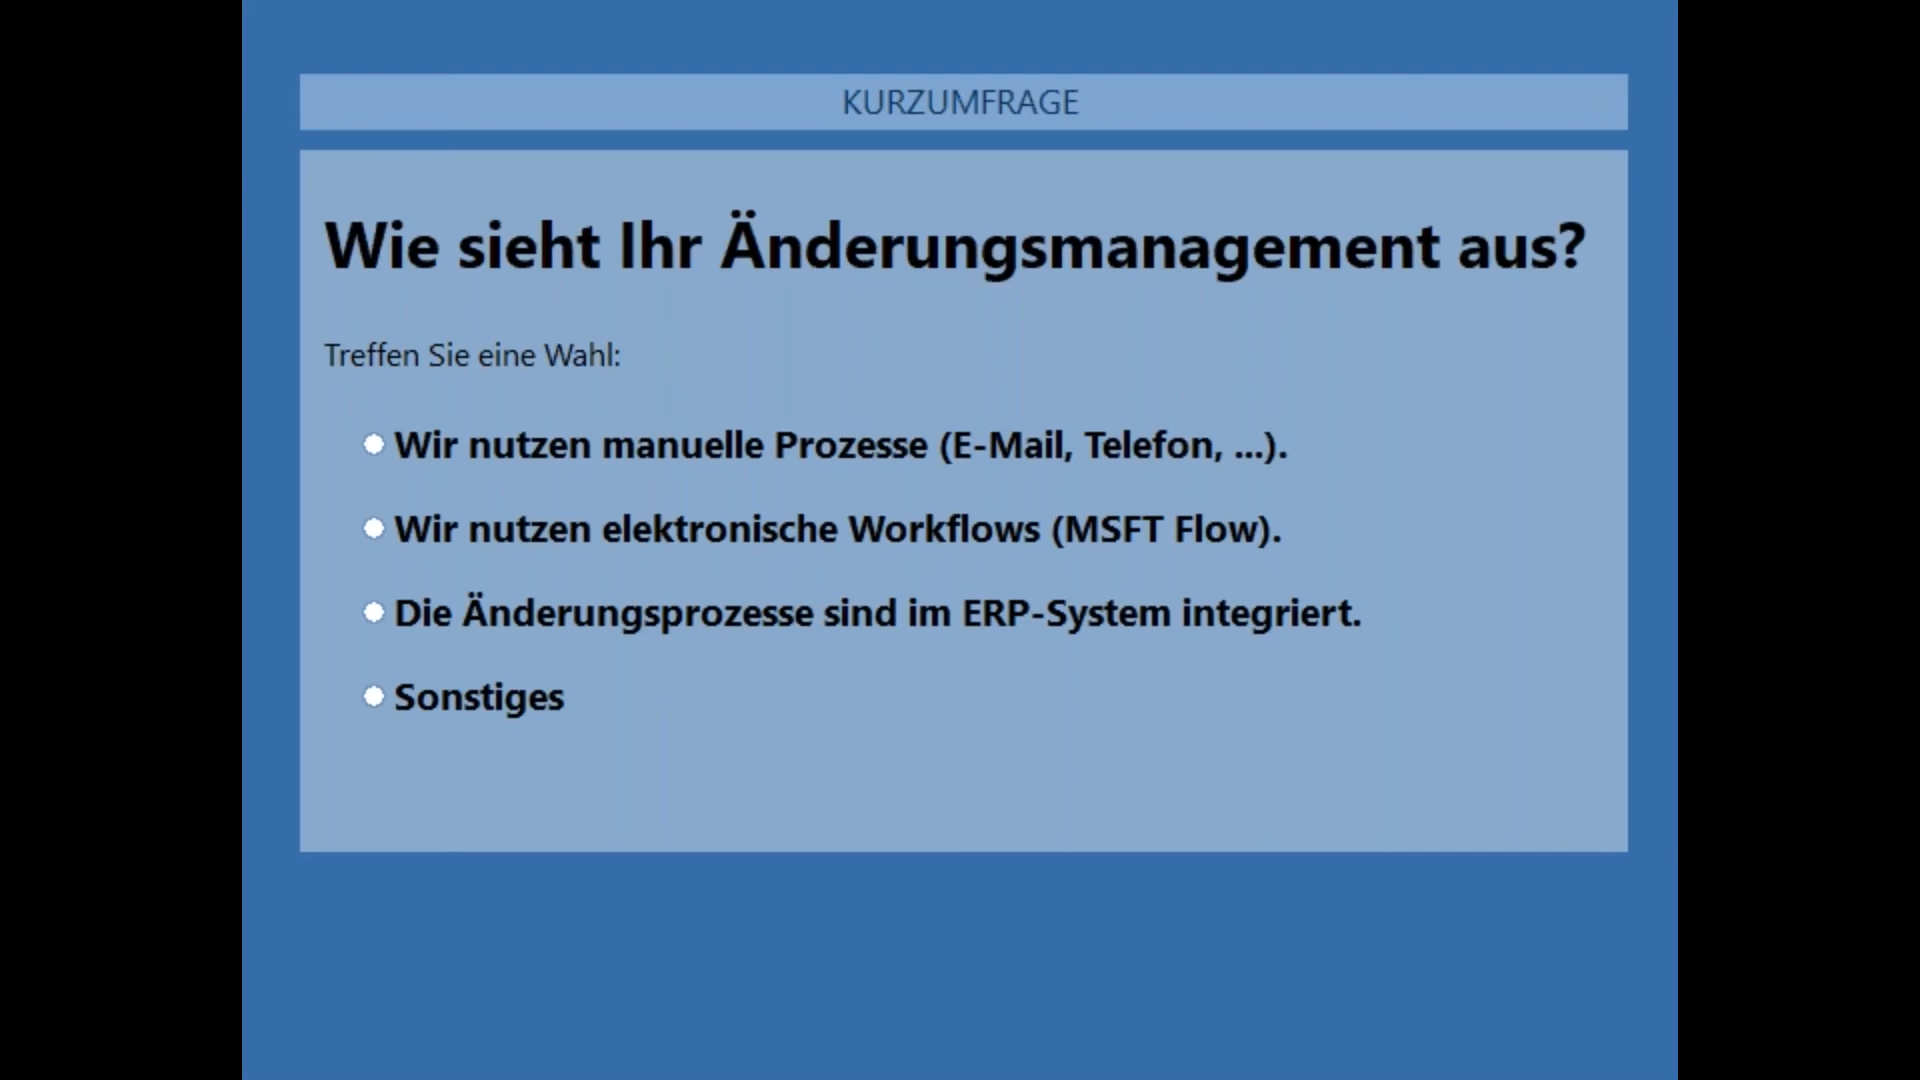 KURZUMFRAGE
Wie sieht Ihr Änderungsmanagement aus?
Treffen Sie eine Wahl:
Wir nutzen manuelle Prozesse (E-Mail, Telefon, ...).
Wir nutzen elektronische Workflows (MSFT Flow).
Die Änderungsprozesse sind im ERP-System integriert.
Sonstiges